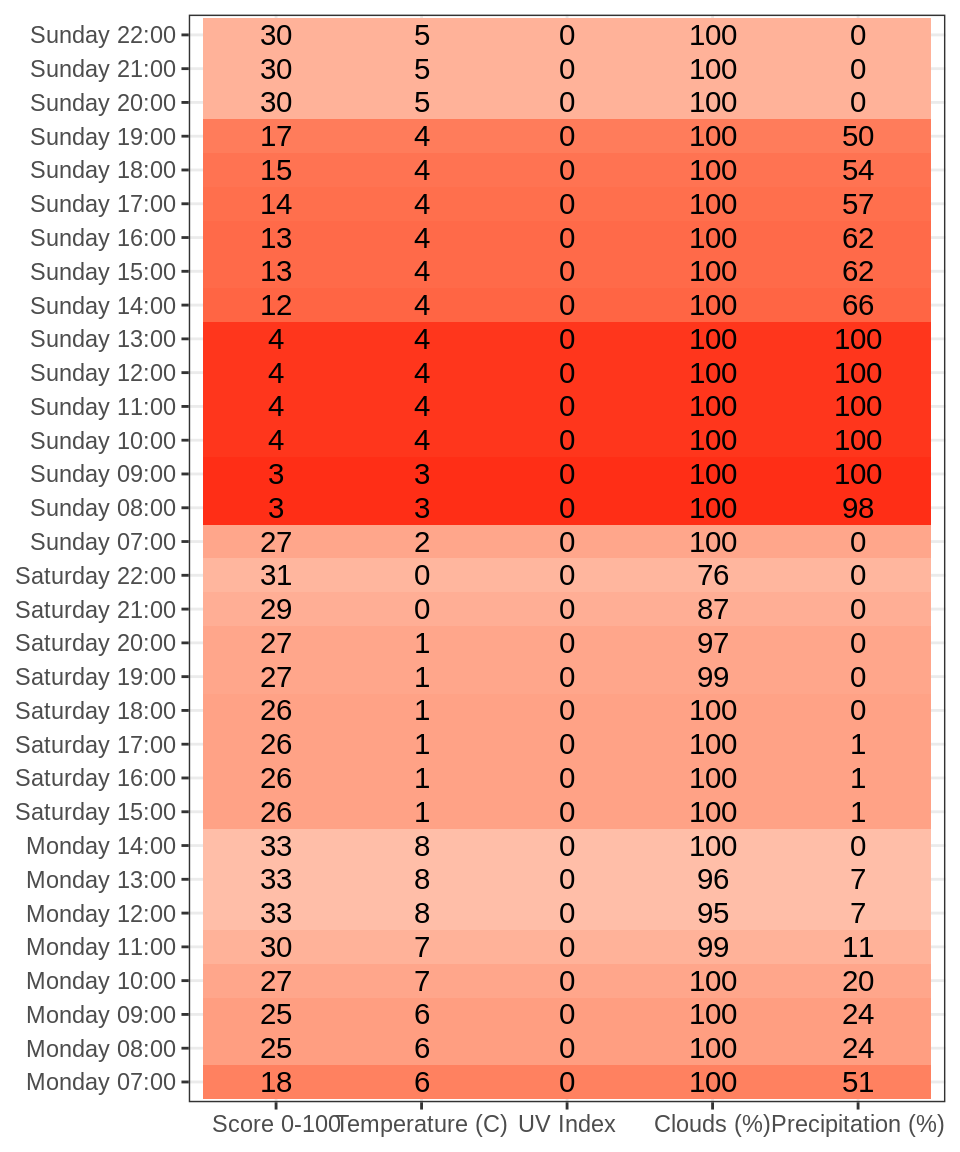 Sunday 22:00 30 5 0 100 0
Sunday 21:00 30 5 0 100 0
Sunday 20:00 30 5 0 100 0
Sunday 19:00 17 4 0 100 50
Sunday 18:00 15 4 0 100 54
Sunday 17:00 14 4 0 100 57
Sunday 16:00 13 4 0 100 62
Sunday 15:00 13 4 0 100 62
Sunday 14:00 12 4 0 100 66
Sunday 13:00 4 4 0 100 100
Sunday 12:00 4 4 0 100 100
Sunday 11:00 4 4 0 100 100
Sunday 10:00 4 4 0 100 100
Sunday 09:00 3 3 0 100 100
Sunday 08:00 3 3 0 100 98
Sunday 07:00 27 2 0 100 0
Saturday 22:00 31 0 0 76 0
Saturday 21:00 29 0 0 87 0
Saturday 20:00 27 1 0 97 0
Saturday 19:00 27 1 0 99 0
Saturday 18:00 26 1 0 100 0
Saturday 17:00 26 1 0 100 1
Saturday 16:00 26 1 0 100 1
Saturday 15:00 26 1 0 100 1
Monday 14:00 33 8 0 100 0
Monday 13:00 33 8 0 96 7
Monday 12:00 33 8 0 95 7
Monday 11:00 30 7 0 99 11
Monday 10:00 27 7 0 100 20
Monday 09:00 25 6 0 100 24
Monday 08:00 25 6 0 100 24
Monday 07:00 18 6 0 100 51
Score 0-100 Temperature (C) UV Index Clouds (%) Precipitation (%)